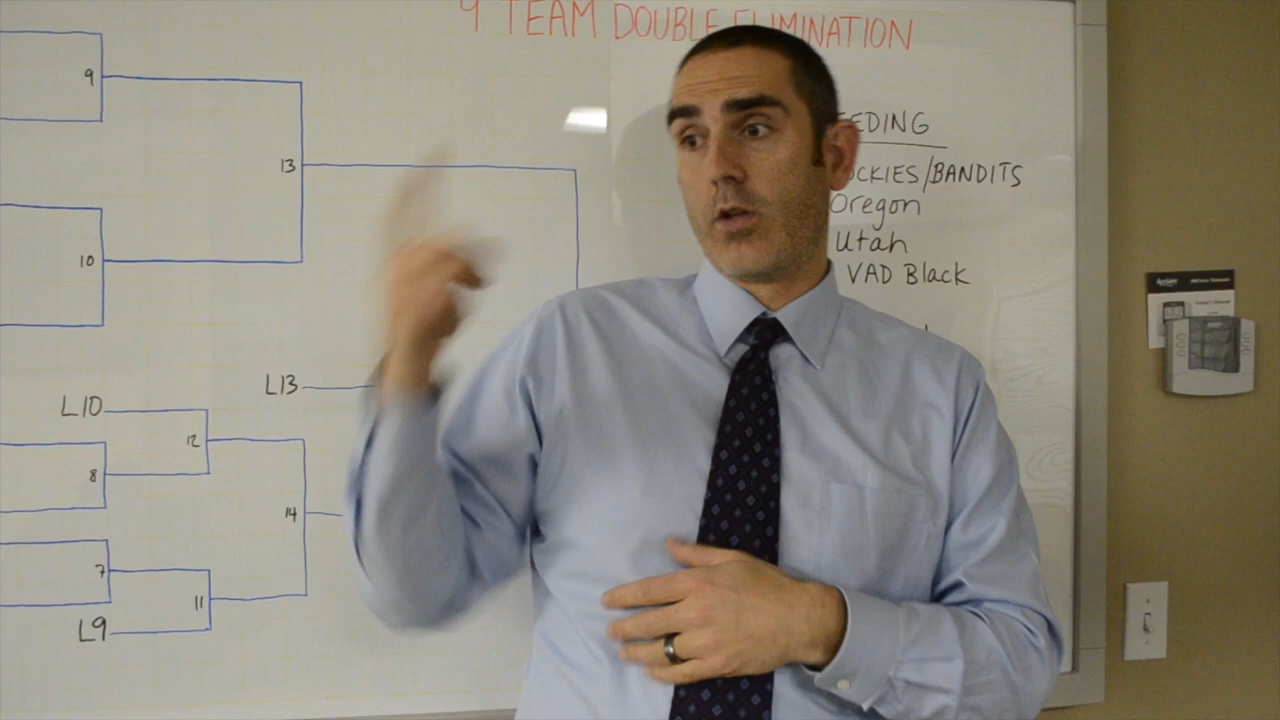 9 TEAM DOUBLE ELIMINATION
EDING
UCKIES/BANDITS
Oregon
Utah
VAD Black
9
13
10
L13
L10
12
8
14
7
11
L9